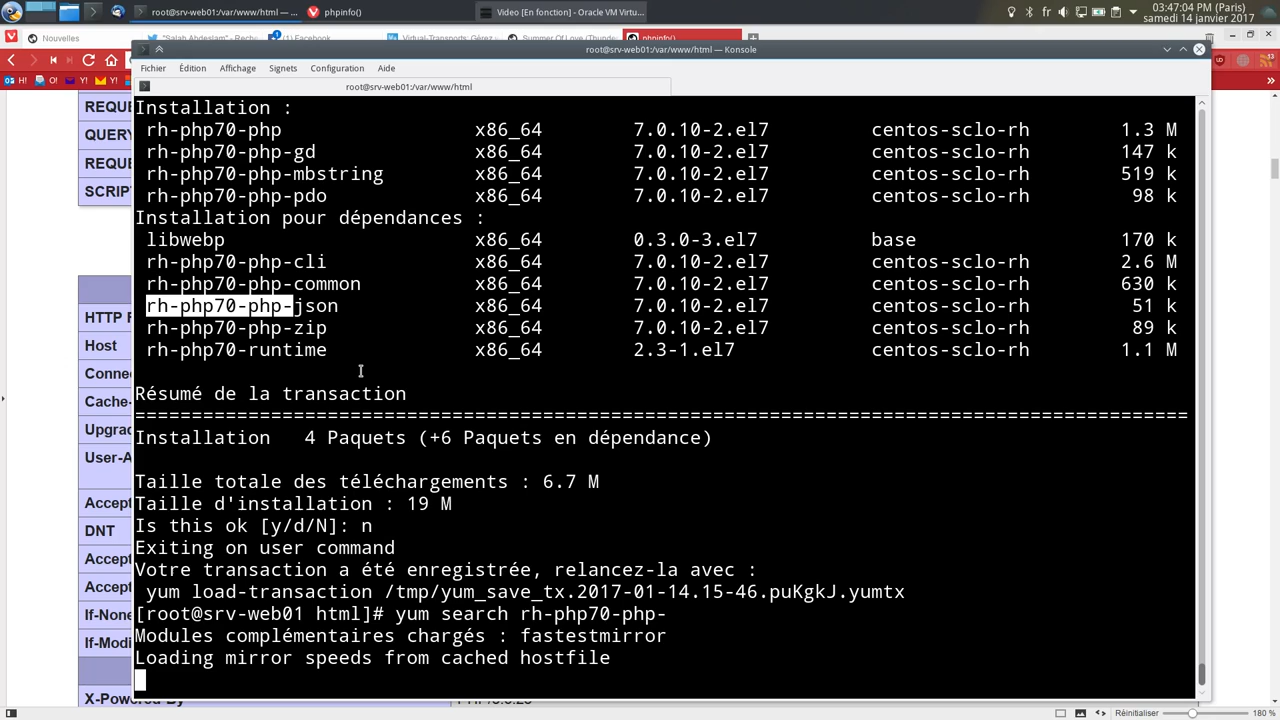 root@srv-web01:/var/www/html — ...
phpinfo()
Video [En fonction] – Oracle VM Virtu...
fr
03:47:04 PM (Paris)
samedi 14 janvier 2017
Nouvelles
"Salah Abdeslam" - Rech
(1) Facebook
Virtual-Transports: Gérez
Summer Of Love (Thund
phpinfo()
root@srv-web01:/var/www/html — Konsole
Fichier Édition Affichage Signets Configuration Aide
root@srv-web01:/var/www/html
H! O! Y! Y!
REQUE
QUERY
REQUE
SCRIPT
HTTP R
Host
Conne
Cache-
Upgra
User-A
Accept
DNT
Accept
Accept
If-None
If-Modi
X-Powered-By
Installation :
rh-php70-php x86_64 7.0.10-2.el7 centos-sclo-rh 1.3 M
rh-php70-php-gd x86_64 7.0.10-2.el7 centos-sclo-rh 147 k
rh-php70-php-mbstring x86_64 7.0.10-2.el7 centos-sclo-rh 519 k
rh-php70-php-pdo x86_64 7.0.10-2.el7 centos-sclo-rh 98 k
Installation pour dépendances :
libwebp x86_64 0.3.0-3.el7 base 170 k
rh-php70-php-cli x86_64 7.0.10-2.el7 centos-sclo-rh 2.6 M
rh-php70-php-common x86_64 7.0.10-2.el7 centos-sclo-rh 630 k
rh-php70-php-json x86_64 7.0.10-2.el7 centos-sclo-rh 51 k
rh-php70-php-zip x86_64 7.0.10-2.el7 centos-sclo-rh 89 k
rh-php70-runtime x86_64 2.3-1.el7 centos-sclo-rh 1.1 M
Résumé de la transaction
================================================================================
Installation 4 Paquets (+6 Paquets en dépendance)
Taille totale des téléchargements : 6.7 M
Taille d'installation : 19 M
Is this ok [y/d/N]: n
Exiting on user command
Votre transaction a été enregistrée, relancez-la avec :
yum load-transaction /tmp/yum_save_tx.2017-01-14.15-46.puKgkJ.yumtx
[root@srv-web01 html]# yum search rh-php70-php-
Modules complémentaires chargés : fastestmirror
Loading mirror speeds from cached hostfile
Réinitialiser
180 %